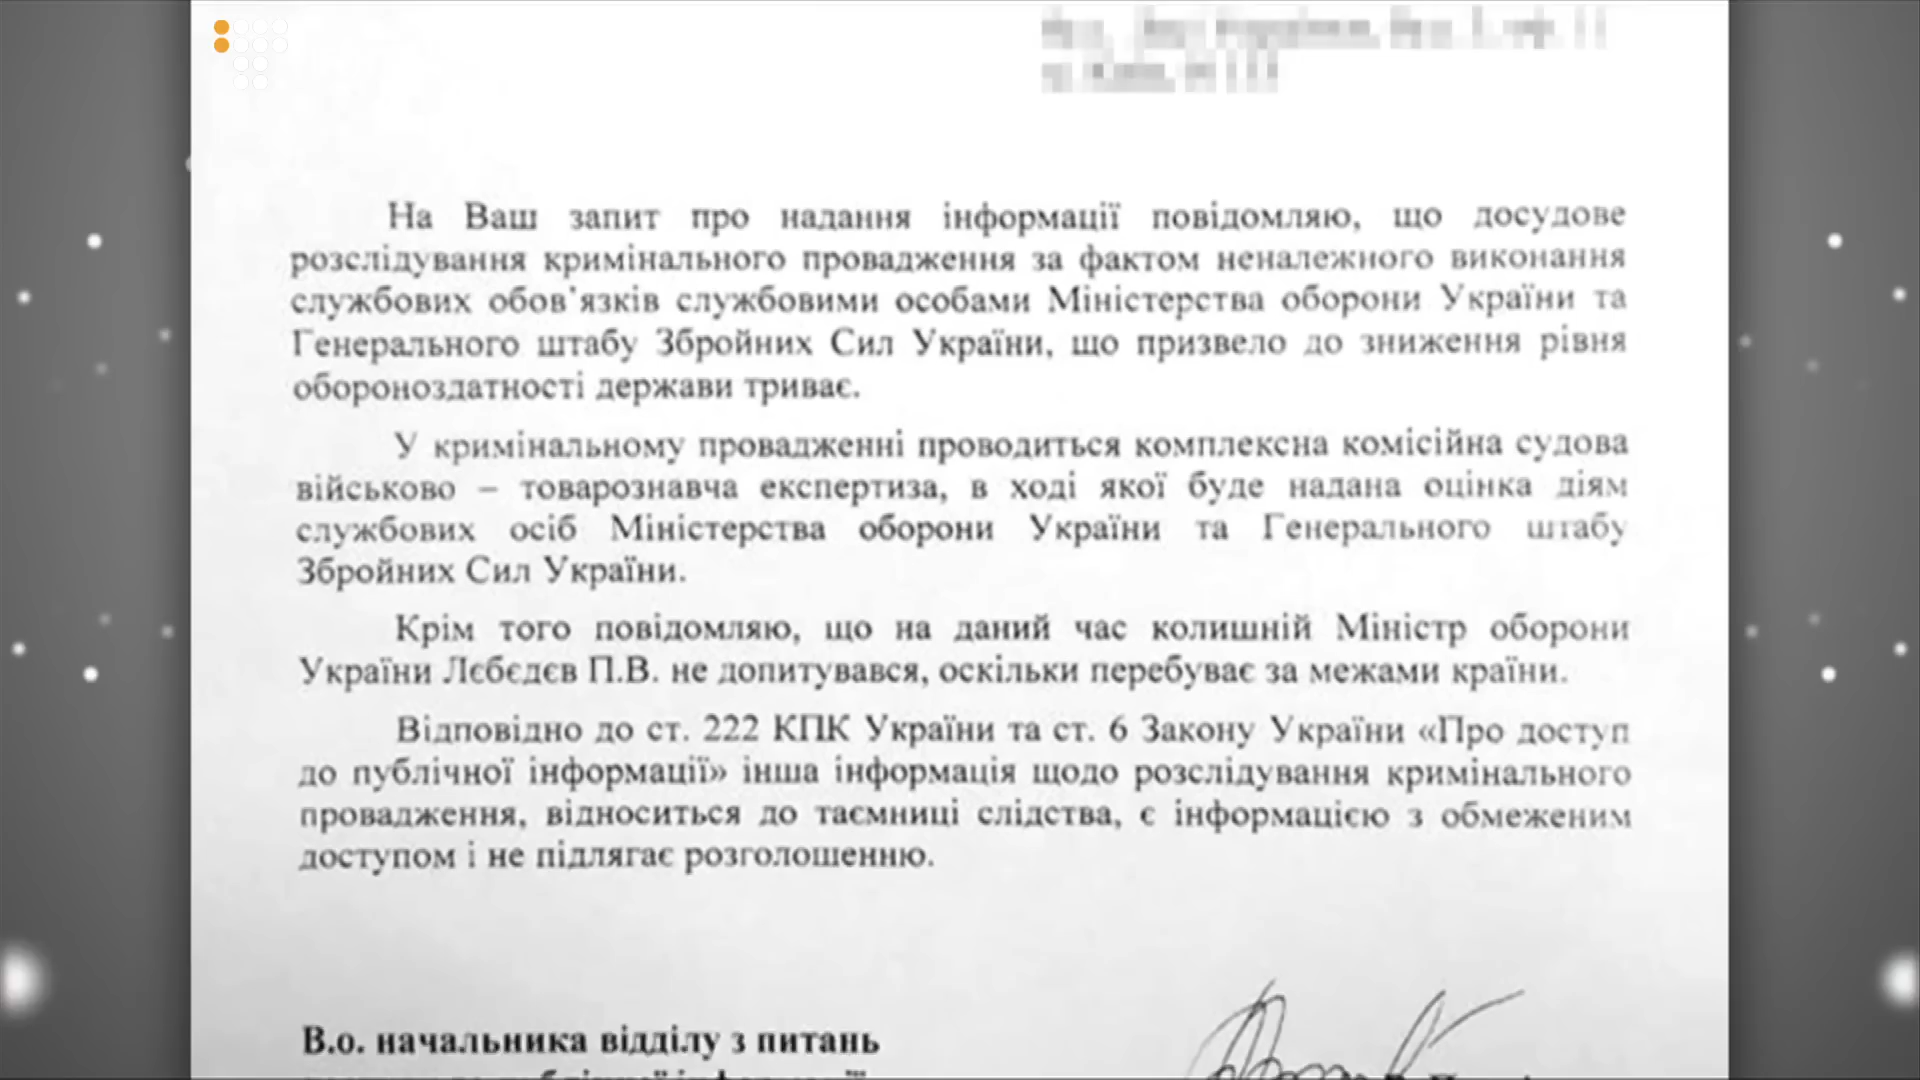 На Ваш запит про надання інформації повідомляю, що досудове
розслідування кримінального провадження за фактом неналежного виконання
службових обов'язків службовими особами Міністерства оборони України та
Генерального штабу Збройних Сил України, що призвело до зниження рівня
обороноздатності держави триває.
У кримінальному провадженні проводиться комплексна комісійна судова
військово – товарознавча експертиза, в ході якої буде надана оцінка діям
службових осіб Міністерства оборони України та Генерального штабу
Збройних Сил України.
Крім того повідомляю, що на даний час колишній Міністр оборони
України Лєбєдєв П.В. не допитувався, оскільки перебуває за межами країни.
Відповідно до ст. 222 КПК України та ст. 6 Закону України «Про доступ
до публічної інформації» інша інформація щодо розслідування кримінального
провадження, відноситься до таємниці слідства, є інформацією з обмеженим
доступом і не підлягає розголошенню.
В.о. начальника відділу з питань